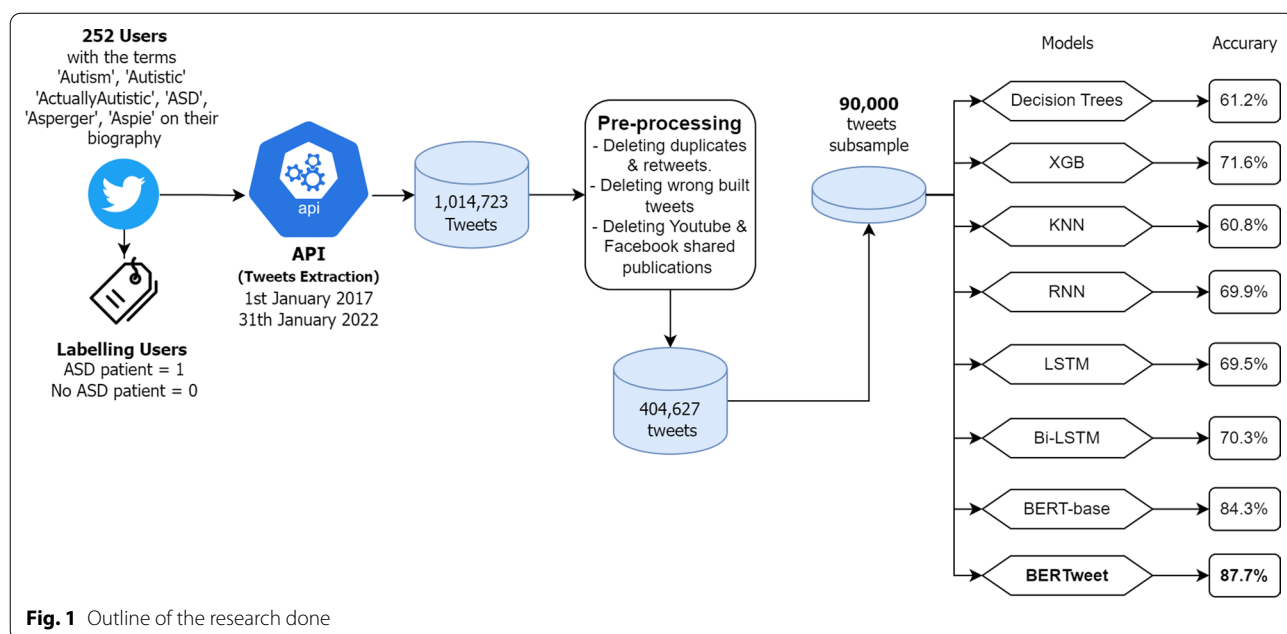 252 Users
with the terms
'Autism', 'Autistic'
'ActuallyAutistic', 'ASD',
'Asperger', 'Aspie' on their
biography
Labelling Users
ASD patient = 1
No ASD patient = 0
api
API
(Tweets Extraction)
1st January 2017
31th January 2022
1,014,723
Tweets
Pre-processing
- Deleting duplicates
& retweets.
- Deleting wrong built
tweets
- Deleting Youtube &
Facebook shared
publications
404,627
tweets
90,000
tweets
subsample
Models Accurary
Decision Trees 61.2%
XGB 71.6%
KNN 60.8%
RNN 69.9%
LSTM 69.5%
Bi-LSTM 70.3%
BERT-base 84.3%
BERTweet 87.7%
Fig. 1 Outline of the research done